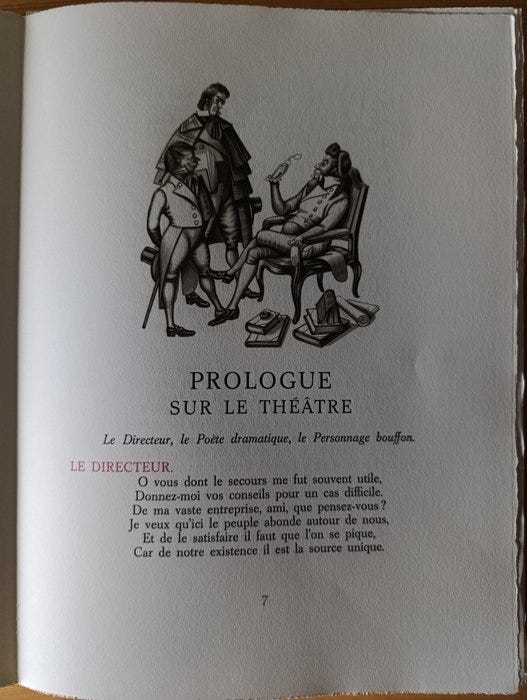 PROLOGUE
SUR LE THÉÂTRE
Le Directeur, le Poète dramatique, le Personnage bouffon.
LE DIRECTEUR.
O vous dont le secours me fut souvent utile,
Donnez-moi vos conseils pour un cas difficile.
De ma vaste entreprise, ami, que pensez-vous ?
Je veux qu'ici le peuple abonde autour de nous,
Et de le satisfaire il faut que l'on se pique,
Car de notre existence il est la source unique.
7